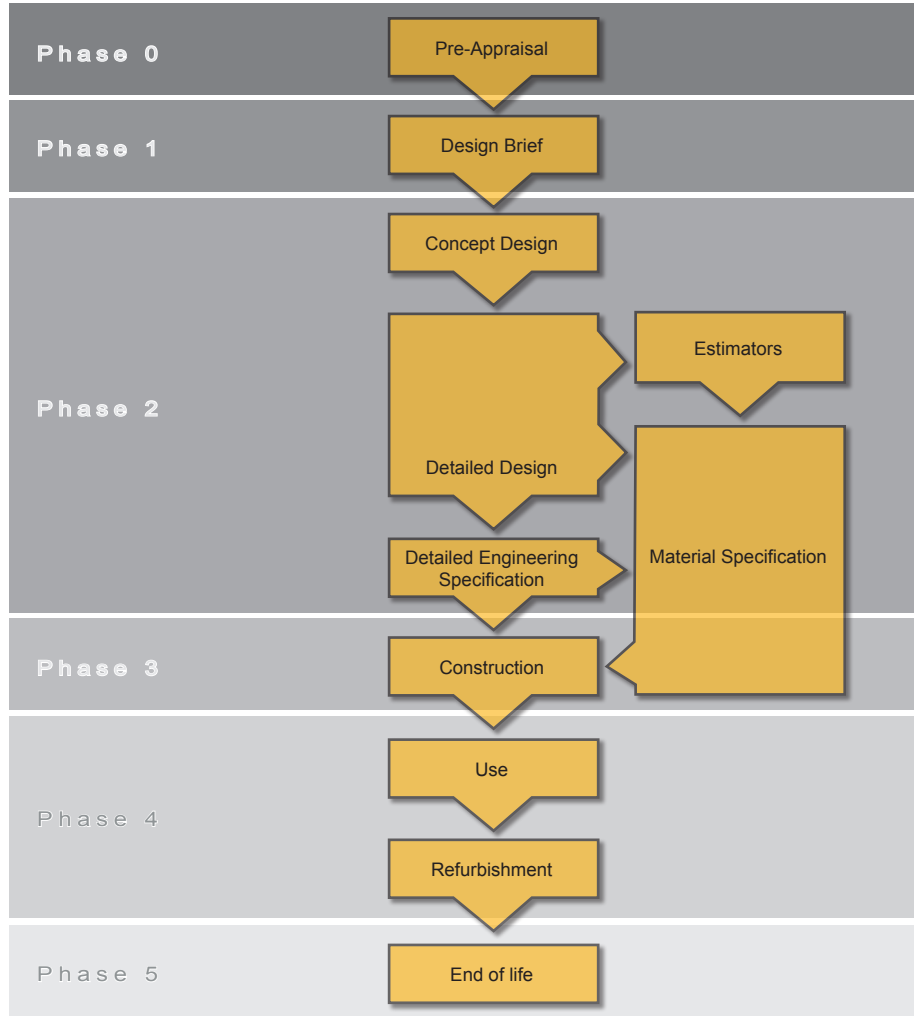 Phase 0
Pre-Appraisal
Phase 1
Design Brief
Phase 2
Concept Design
Estimators
Detailed Design
Detailed Engineering
Specification
Material Specification
Phase 3
Construction
Phase 4
Use
Refurbishment
Phase 5
End of life